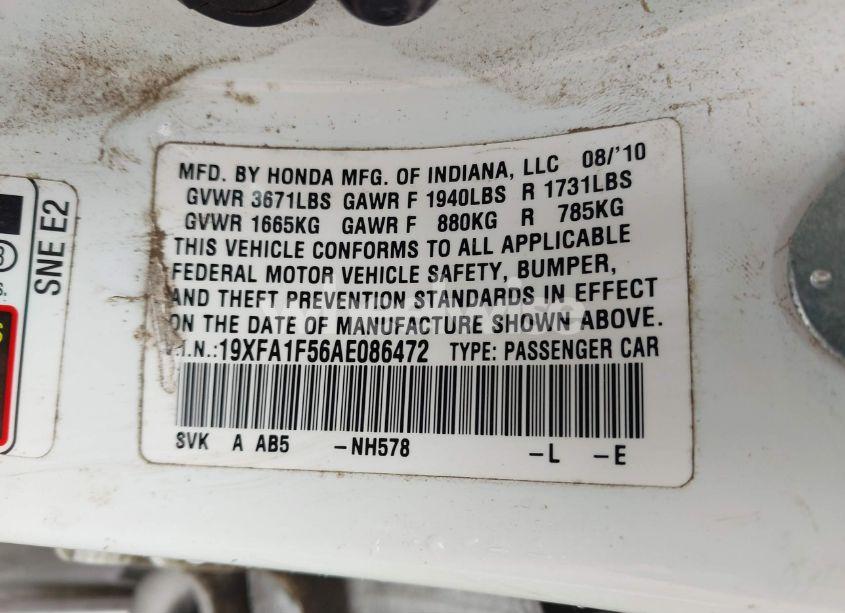 MFD. BY HONDA MFG. OF INDIANA, LLC 08/'10
GVWR 3671LBS GAWR F 1940LBS R 1731LBS
GVWR 1665KG GAWR F 880KG R 785KG
THIS VEHICLE CONFORMS TO ALL APPLICABLE
FEDERAL MOTOR VEHICLE SAFETY, BUMPER,
AND THEFT PREVENTION STANDARDS IN EFFECT
ON THE DATE OF MANUFACTURE SHOWN ABOVE.
V.I.N.:19XFA1F56AE086472 TYPE: PASSENGER CAR
SVK A AB5 -NH578 -L -E
SNE E2